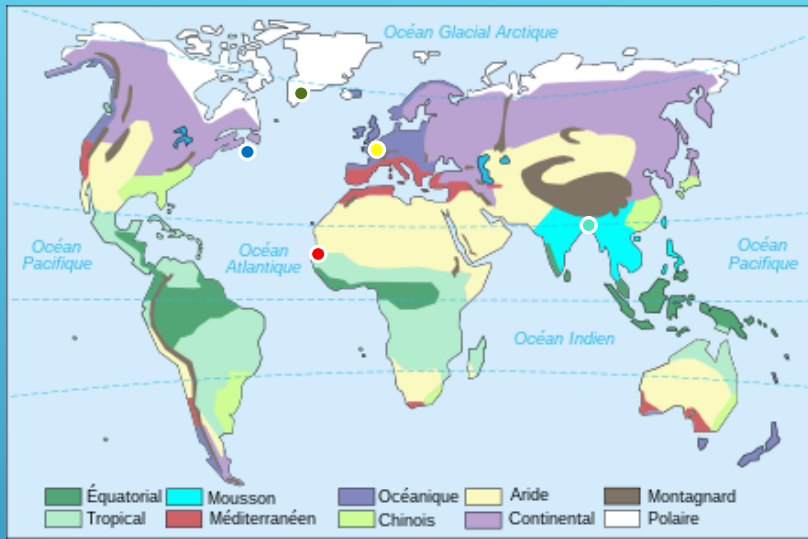 Océan Glacial Arctique
Océan
Pacifique
Océan
Atlantique
Océan
Pacifique
Océan Indien
Équatorial
Mousson
Océanique
Aride
Montagnard
Tropical
Méditerranéen
Chinois
Continental
Polaire